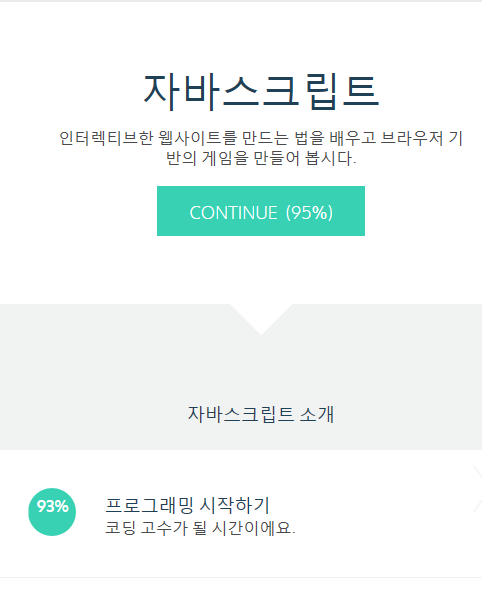 자바스크립트
인터렉티브한 웹사이트를 만드는 법을 배우고 브라우저 기
반의 게임을 만들어 봅시다.
CONTINUE (95%)
자바스크립트 소개
93%
프로그래밍 시작하기
코딩 고수가 될 시간이에요.